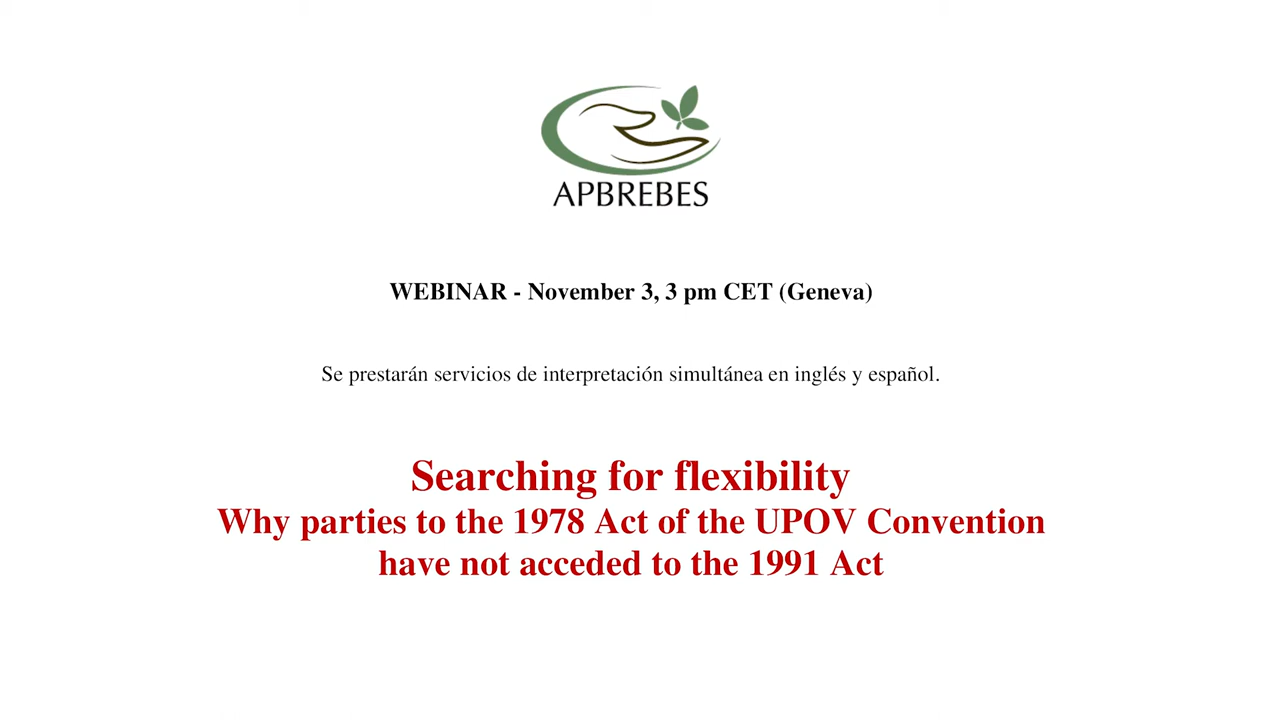 APBREBES
WEBINAR - November 3, 3 pm CET (Geneva)
Se prestarán servicios de interpretación simultánea en inglés y español.
Searching for flexibility
Why parties to the 1978 Act of the UPOV Convention
have not acceded to the 1991 Act